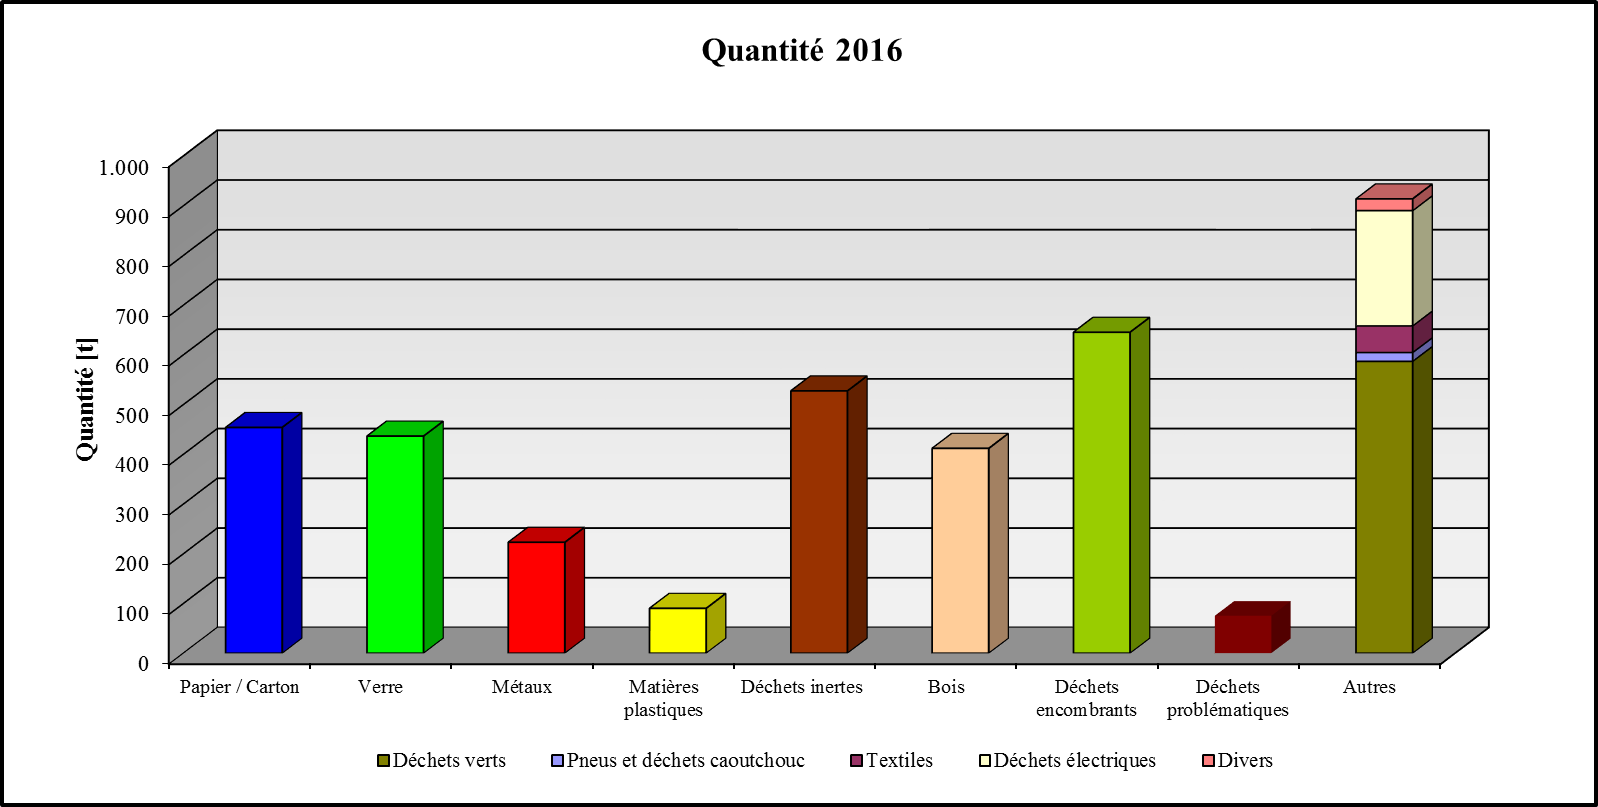 Quantité 2016
Quantité [t]
1.000
900
800
700
600
500
400
300
200
100
0
Papier / Carton
Verre
Métaux
Matières
plastiques
Déchets inertes
Bois
Déchets
encombrants
Déchets
problématiques
Autres
Déchets verts
Pneus et déchets caoutchouc
Textiles
Déchets électriques
Divers